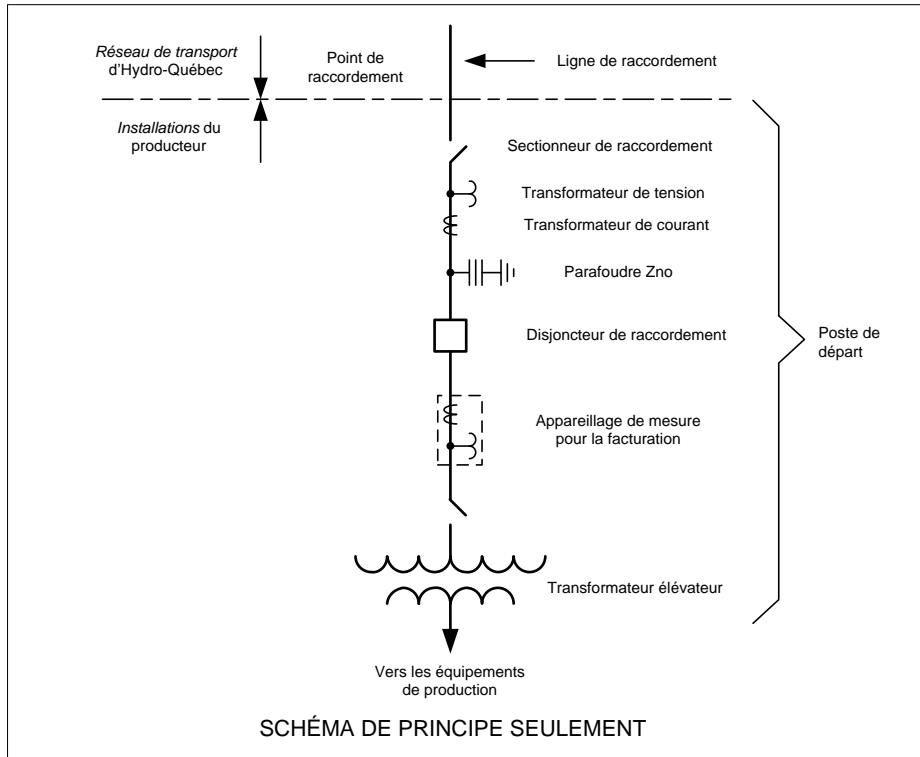 Réseau de transport
d'Hydro-Québec
Point de
raccordement
Ligne de raccordement
Installations du
producteur
Sectionneur de raccordement
Transformateur de tension
Transformateur de courant
Parafoudre Zno
Disjoncteur de raccordement
Poste de
départ
Appareillage de mesure
pour la facturation
Transformateur élévateur
Vers les équipements
de production
SCHÉMA DE PRINCIPE SEULEMENT